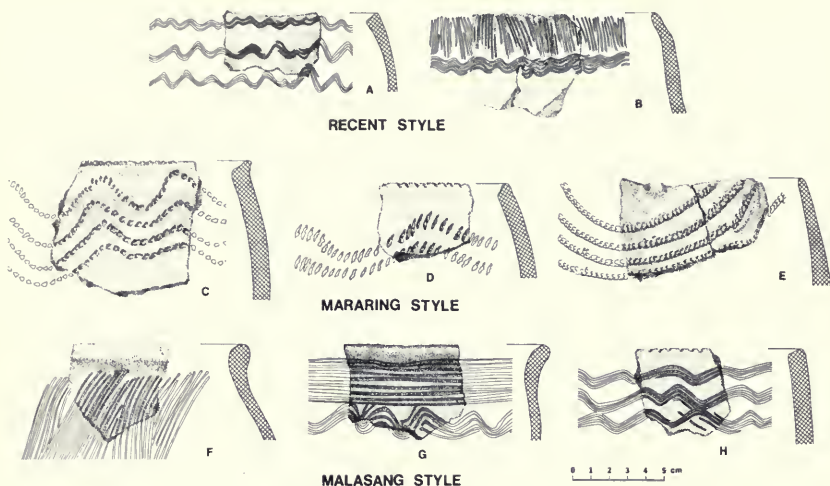 A
B
RECENT STYLE
C
D
E
MARARING STYLE
F
G
H
MALASANG STYLE
0 1 2 3 4 5 cm